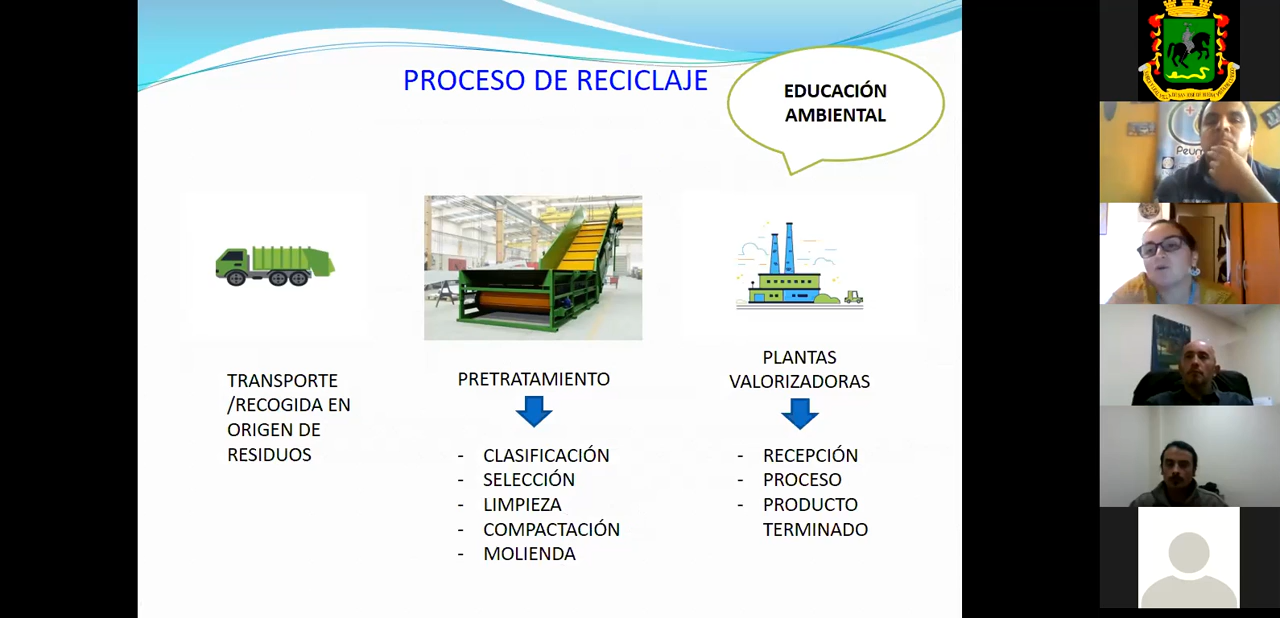 PROCESO DE RECICLAJE
EDUCACIÓN
AMBIENTAL
TRANSPORTE
/RECOGIDA EN
ORIGEN DE
RESIDUOS
PRETRATAMIENTO
- CLASIFICACIÓN
- SELECCIÓN
- LIMPIEZA
- COMPACTACIÓN
- MOLIENDA
PLANTAS
VALORIZADORAS
- RECEPCIÓN
- PROCESO
- PRODUCTO
TERMINADO